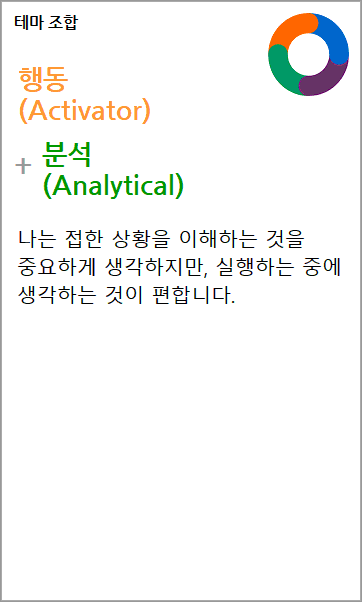 테마 조합
행동
(Activator)
+ 분석
(Analytical)
나는 접한 상황을 이해하는 것을
중요하게 생각하지만, 실행하는 중에
생각하는 것이 편합니다.